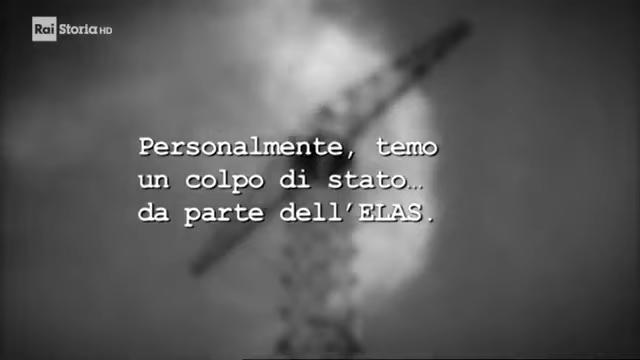 Rai Storia HD
Personalmente, temo
un colpo di stato…
da parte dell'ELAS.